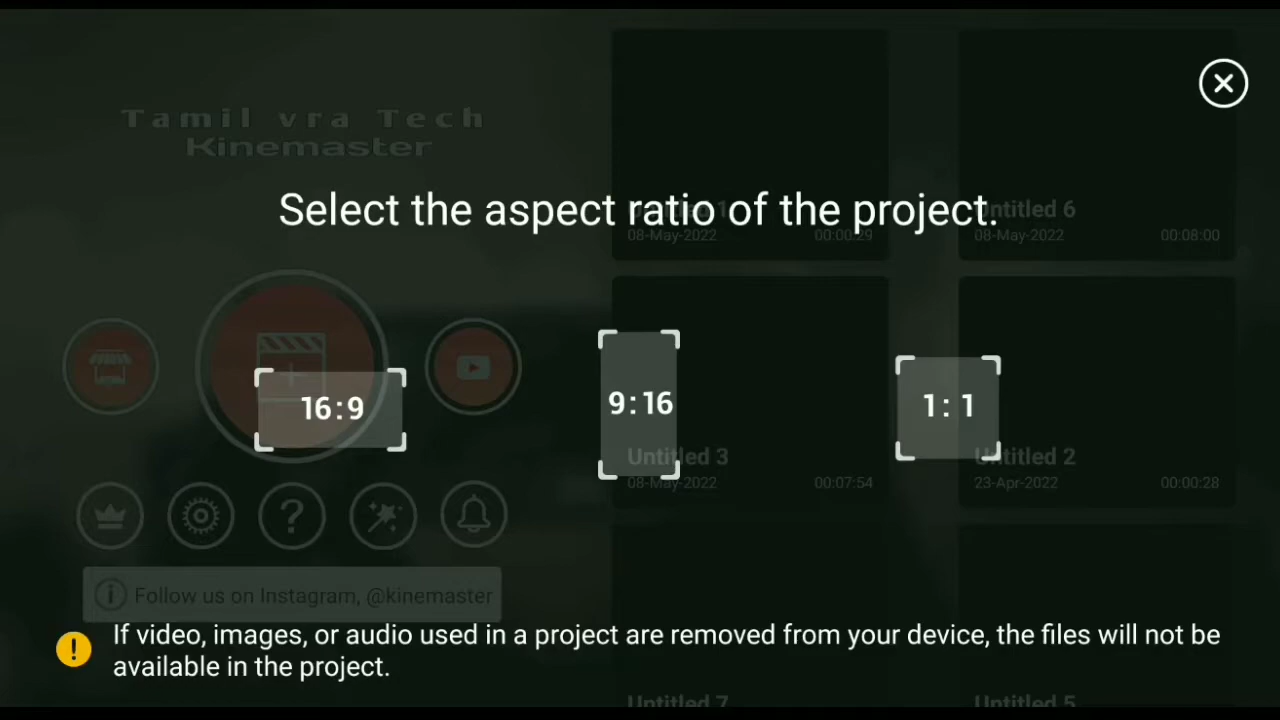 Tamil vra Tech
Kinemaster
Select the aspect ratio of the project.
Untitled 6
08-May-2022 00:00:29
08-May-2022 00:08:00
16:9
9:16
1:1
Untitled 3
08-May-2022 00:07:54
Untitled 2
23-Apr-2022 00:00:28
Follow us on Instagram, @kinemaster
If video, images, or audio used in a project are removed from your device, the files will not be
available in the project.
Untitled 7
Untitled 5